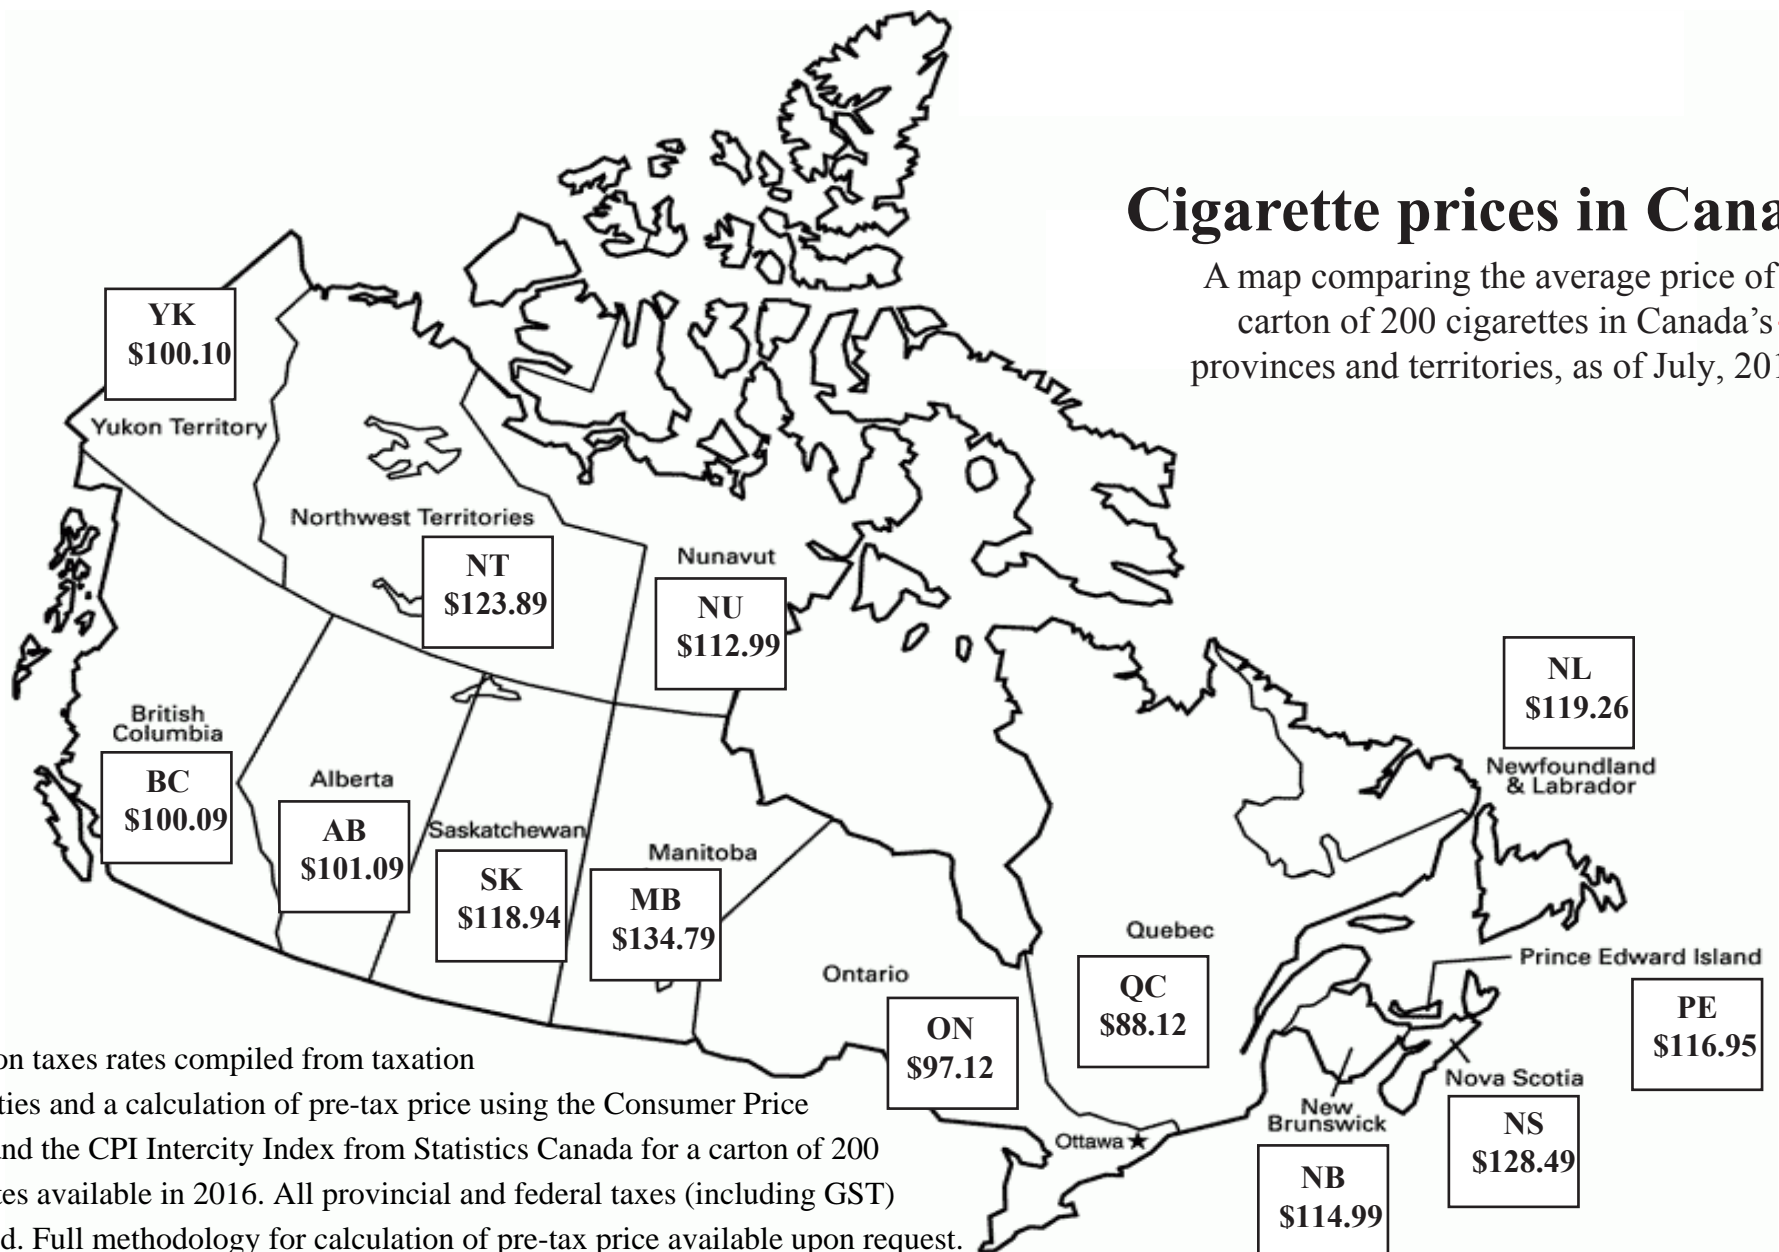 Cigarette prices in Cana
A map comparing the average price of
carton of 200 cigarettes in Canada’s
provinces and territories, as of July, 201
YK
$100.10
Yukon Territory
Northwest Territories
NT
$123.89
Nunavut
NU
$112.99
NL
$119.26
Newfoundland
& Labrador
British
Columbia
BC
$100.09
Alberta
AB
$101.09
Saskatchewan
SK
$118.94
Manitoba
MB
$134.79
Ontario
ON
$97.12
Quebec
QC
$88.12
Prince Edward Island
PE
$116.95
Nova Scotia
NS
$128.49
New
Brunswick
NB
$114.99
Ottawa
on taxes rates compiled from taxation
ties and a calculation of pre-tax price using the Consumer Price
nd the CPI Intercity Index from Statistics Canada for a carton of 200
tes available in 2016. All provincial and federal taxes (including GST)
d. Full methodology for calculation of pre-tax price available upon request.